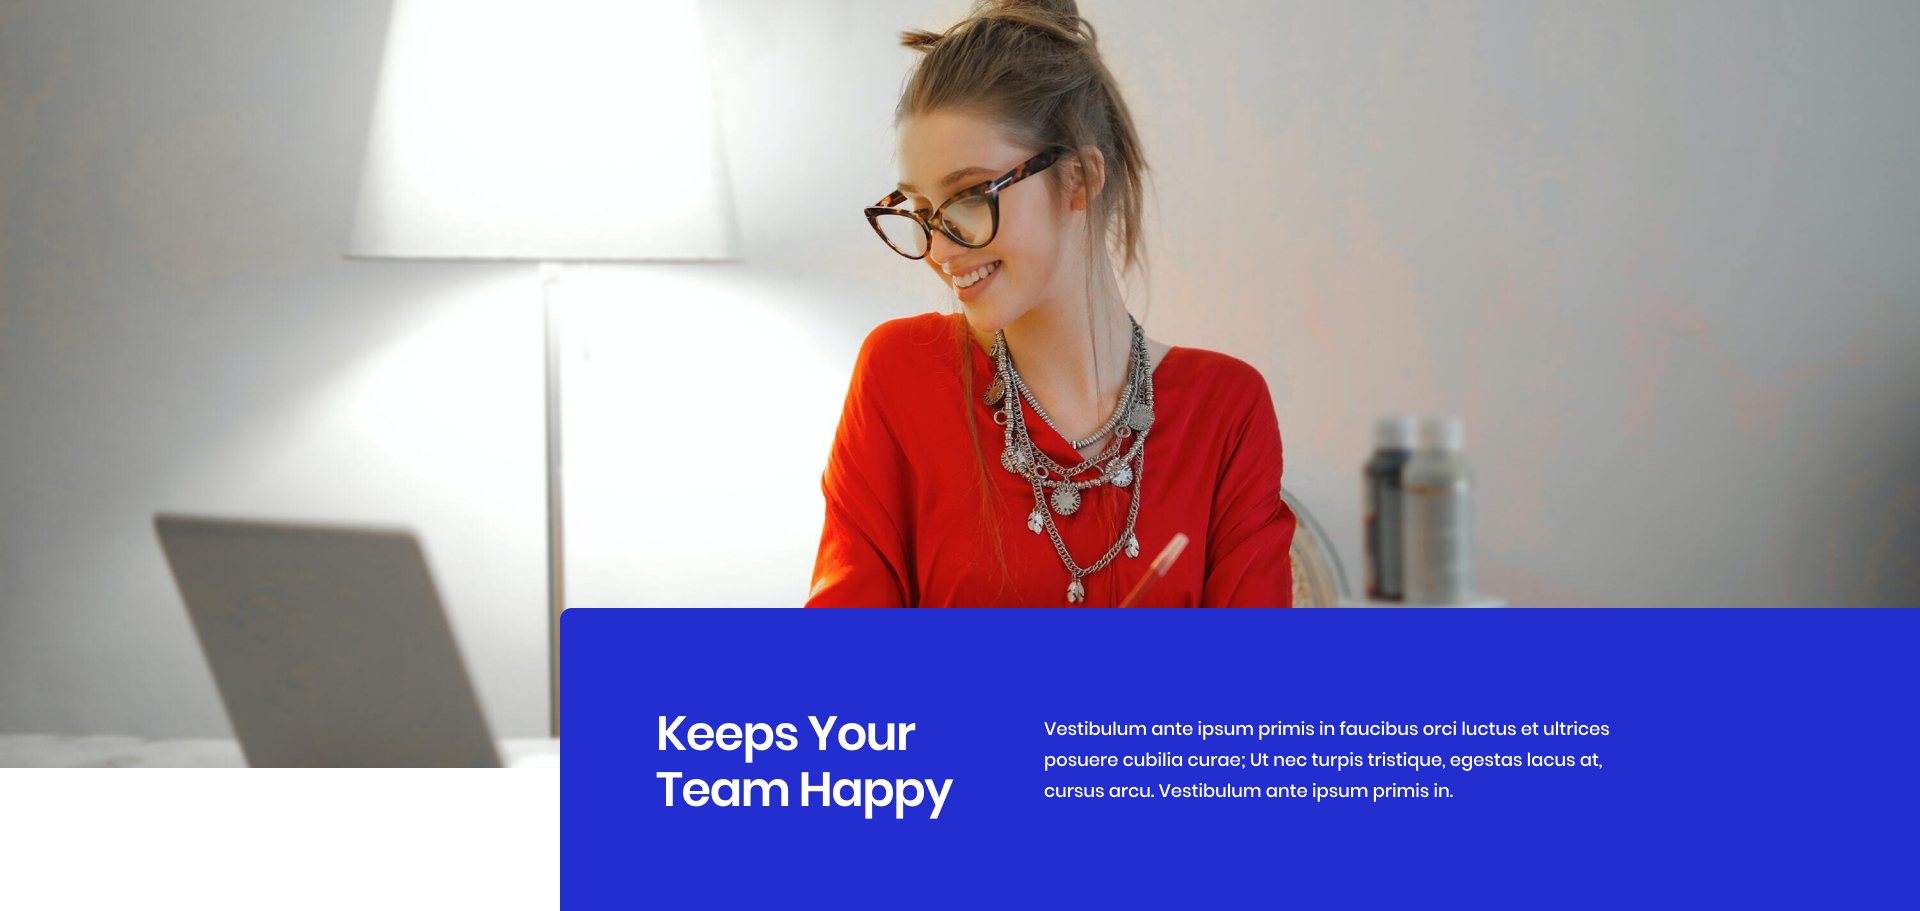 Keeps Your
Team Happy
Vestibulum ante ipsum primis in faucibus orci luctus et ultrices
posuere cubilia curae; Ut nec turpis tristique, egestas lacus at,
cursus arcu. Vestibulum ante ipsum primis in.